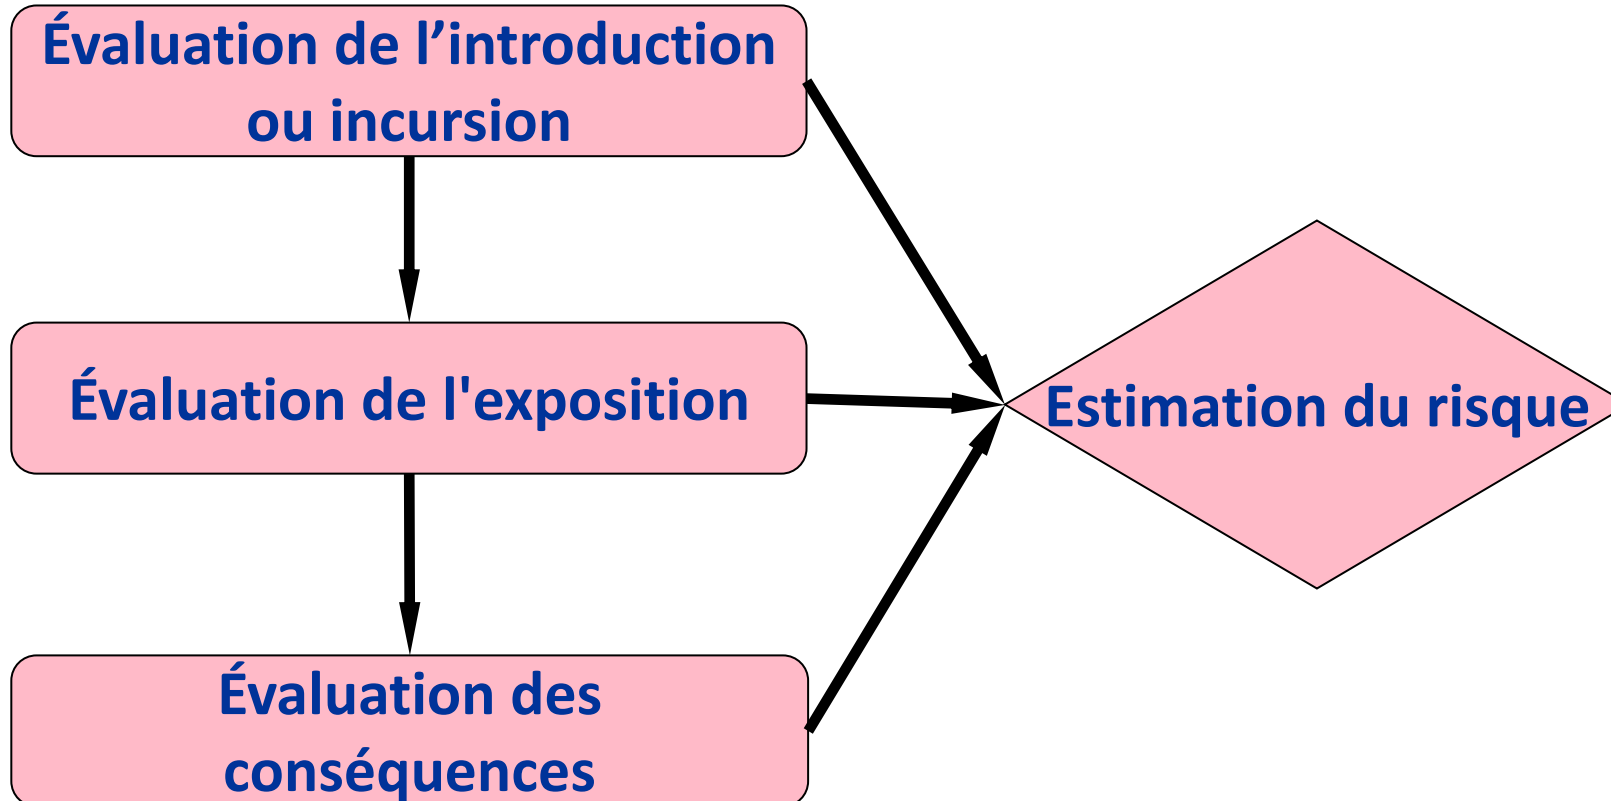 Évaluation de l’introduction
ou incursion
Évaluation de l'exposition
Estimation du risque
Évaluation des
conséquences